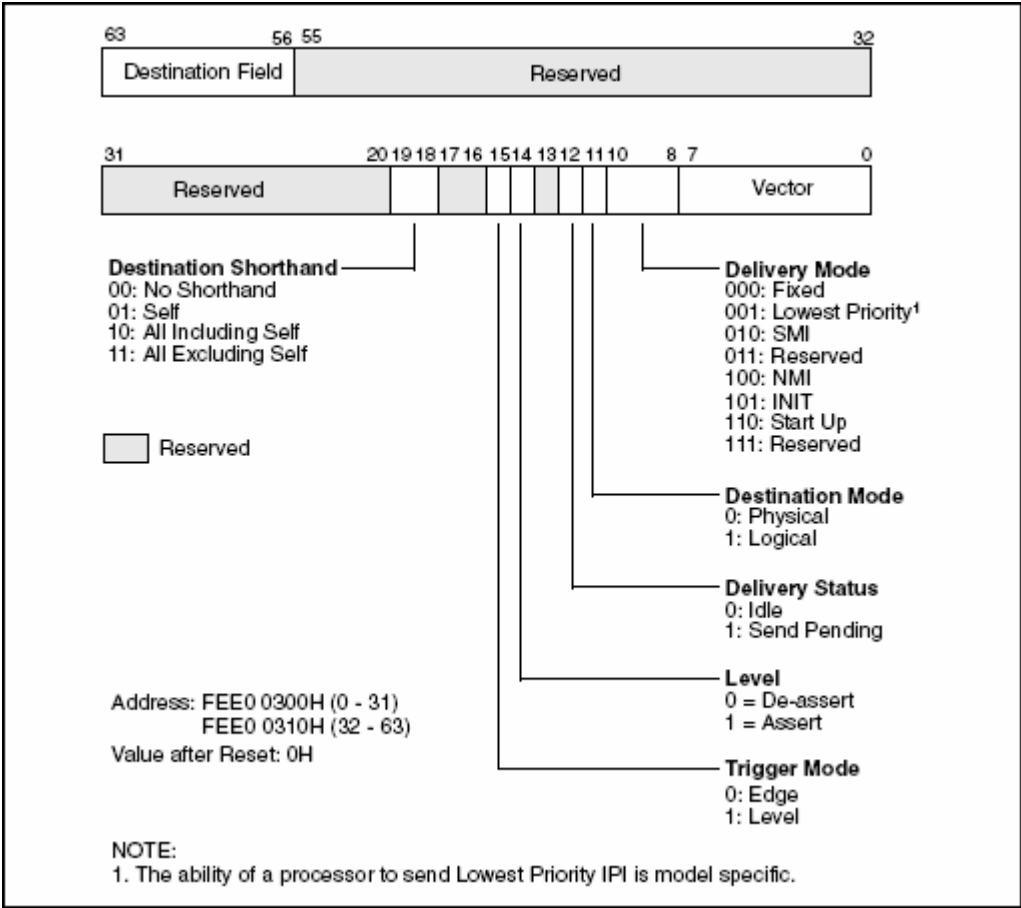 63 56 55 32
Destination Field Reserved
31 20 19 18 17 16 15 14 13 12 11 10 8 7 0
Reserved Vector
Destination Shorthand
00: No Shorthand
01: Self
10: All Including Self
11: All Excluding Self
Reserved
Delivery Mode
000: Fixed
001: Lowest Priority¹
010: SMI
011: Reserved
100: NMI
101: INIT
110: Start Up
111: Reserved
Destination Mode
0: Physical
1: Logical
Delivery Status
0: Idle
1: Send Pending
Level
0 = De-assert
1 = Assert
Trigger Mode
0: Edge
1: Level
Address: FEE0 0300H (0 - 31)
FEE0 0310H (32 - 63)
Value after Reset: 0H
NOTE:
1. The ability of a processor to send Lowest Priority IPI is model specific.